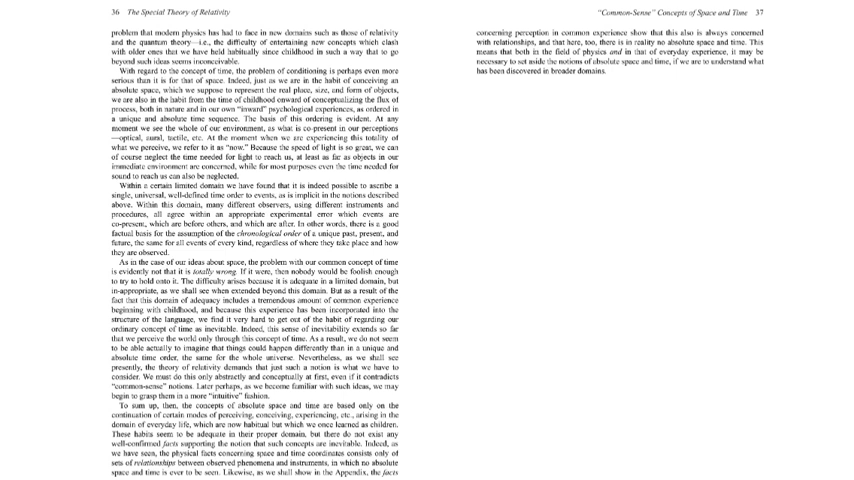 36 The Special Theory of Relativity
problem that modern physics has had to face in new domains such as those of relativity
and the quantum theory—i.e., the difficulty of entertaining new concepts which clash
with older ones that we have held habitually since childhood in such a way that to go
beyond such ideas seems inconceivable.
With regard to the concept of time, the problem of conditioning is perhaps even more
serious than it is for that of space. Indeed, just as we are in the habit of conceiving an
absolute space, which we suppose to represent the real place, size, and form of objects,
we are also in the habit from the time of childhood onward of conceptualizing the flux of
process, both in nature and in our own "inward" psychological experiences, as ordered in
a unique and absolute time sequence. The basis of this ordering is evident. At any
moment we see the whole of our environment, as what is co-present in our perceptions
—optical, aural, tactile, etc. At the moment when we are experiencing this totality of
what we perceive, we refer to it as "now." Because the speed of light is so great, we can
of course neglect the time needed for light to reach us, at least as far as objects in our
immediate environment are concerned, while for most purposes even the time needed for
sound to reach us can also be neglected.
Within a certain limited domain we have found that it is indeed possible to ascribe a
single, universal, well-defined time order to events, as is implicit in the notions described
above. Within this domain, many different observers, using different instruments and
procedures, all agree within an appropriate experimental error which events are
co-present, which are before others, and which are after. In other words, there is a good
factual basis for the assumption of the chronological order of a unique past, present, and
future, the same for all events of every kind, regardless of where they take place and how
they are observed.
As in the case of our ideas about space, the problem with our common concept of time
is evidently not that it is totally wrong. If it were, then nobody would be foolish enough
to try to hold onto it. The difficulty arises because it is adequate in a limited domain, but
in-appropriate, as we shall see when extended beyond this domain. But as a result of the
fact that this domain of adequacy includes a tremendous amount of common experience
beginning with childhood, and because this experience has been incorporated into the
structure of the language, we find it very hard to get out of the habit of regarding our
ordinary concept of time as inevitable. Indeed, this sense of inevitability extends so far
that we perceive the world only through this concept of time. As a result, we do not seem
to be able actually to imagine that things could happen differently than in a unique and
absolute time order, the same for the whole universe. Nevertheless, as we shall see
presently, the theory of relativity demands that just such a notion is what we have to
consider. We must do this only abstractly and conceptually at first, even if it contradicts
"common-sense" notions. Later perhaps, as we become familiar with such ideas, we may
begin to grasp them in a more "intuitive" fashion.
To sum up, then, the concepts of absolute space and time are based only on the
continuation of certain modes of perceiving, conceiving, experiencing, etc., arising in the
domain of everyday life, which are now habitual but which we once learned as children.
These habits seem to be adequate in their proper domain, but there do not exist any
well-confirmed facts supporting the notion that such concepts are inevitable. Indeed, as
we have seen, the physical facts concerning space and time coordinates consists only of
sets of relationships between observed phenomena and instruments, in which no absolute
space and time is ever to be seen. Likewise, as we shall show in the Appendix, the facts
"Common-Sense" Concepts of Space and Time 37
concerning perception in common experience show that this also is always concerned
with relationships, and that here, too, there is in reality no absolute space and time. This
means that both in the field of physics and in that of everyday experience, it may be
necessary to set aside the notions of absolute space and time, if we are to understand what
has been discovered in broader domains.